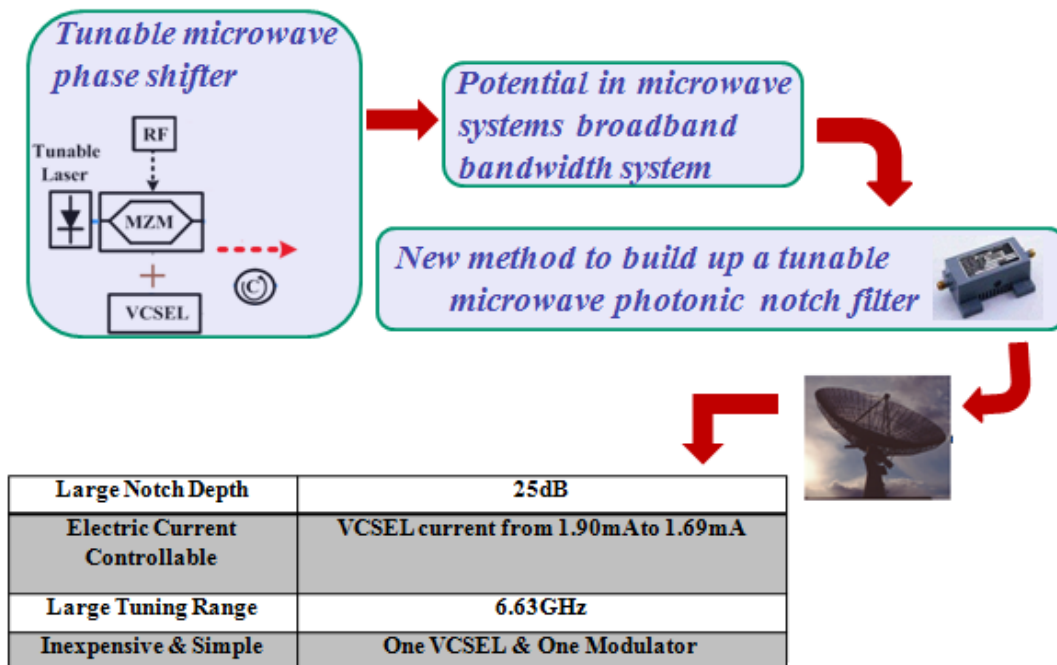 Tunable microwave
phase shifter
RF
Tunable
Laser
MZM
C
VCSEL
Potential in microwave
systems broadband
bandwidth system
New method to build up a tunable
microwave photonic notch filter
Large Notch Depth
25dB
Electric Current
Controllable
VCSEL current from 1.90mAto 1.69mA
Large Tuning Range
6.63GHz
Inexpensive & Simple
One VCSEL & One Modulator